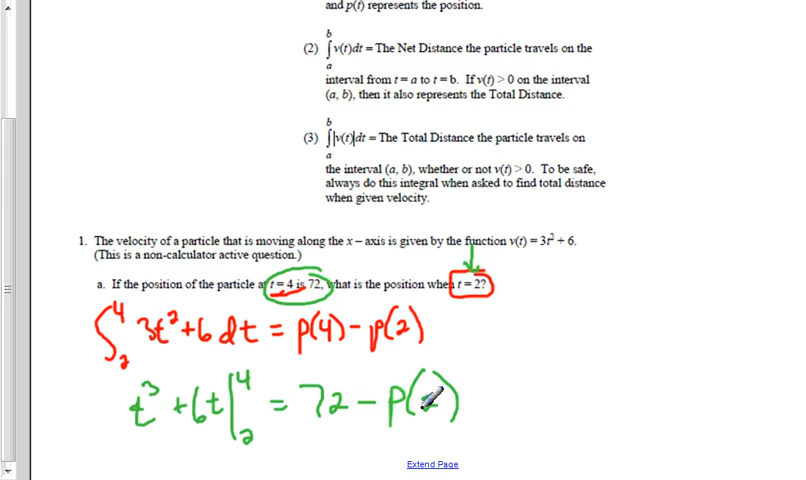 and p(t) represents the position.
b
(2) ∫v(t)dt = The Net Distance the particle travels on the
a
interval from t = a to t = b. If v(t) > 0 on the interval
(a, b), then it also represents the Total Distance.
b
(3) ∫|v(t)|dt = The Total Distance the particle travels on
a
the interval (a, b), whether or not v(t) > 0. To be safe,
always do this integral when asked to find total distance
when given velocity.
1. The velocity of a particle that is moving along the x – axis is given by the function v(t) = 3t² + 6.
(This is a non-calculator active question.)
a. If the position of the particle a t = 4 is 72, what is the position when t = 2?
∫₂⁴ 3t² + 6 dt = p(4) – p(2)
t³ + 6t |₂⁴ = 72 – p(2)
Extend Page